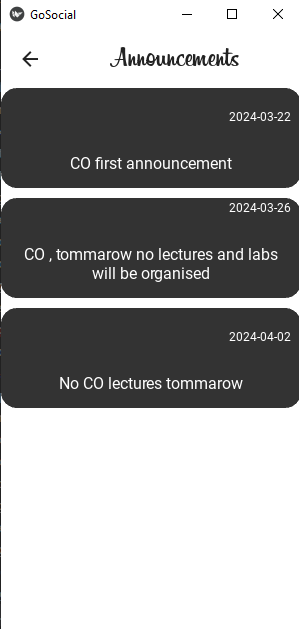 GoSocial
Announcements
2024-03-22
CO first announcement
2024-03-26
CO , tommarow no lectures and labs
will be organised
2024-04-02
No CO lectures tommarow